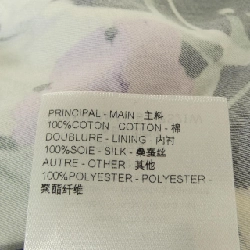 PRINCIPAL - MAIN - 主料
100%COTON - COTTON - 棉
DOUBLURE - LINING - 内衬
100%SOIE - SILK - 桑蚕丝
AUTRE - OTHER - 其他
100%POLYESTER - POLYESTER -
聚酯纤维